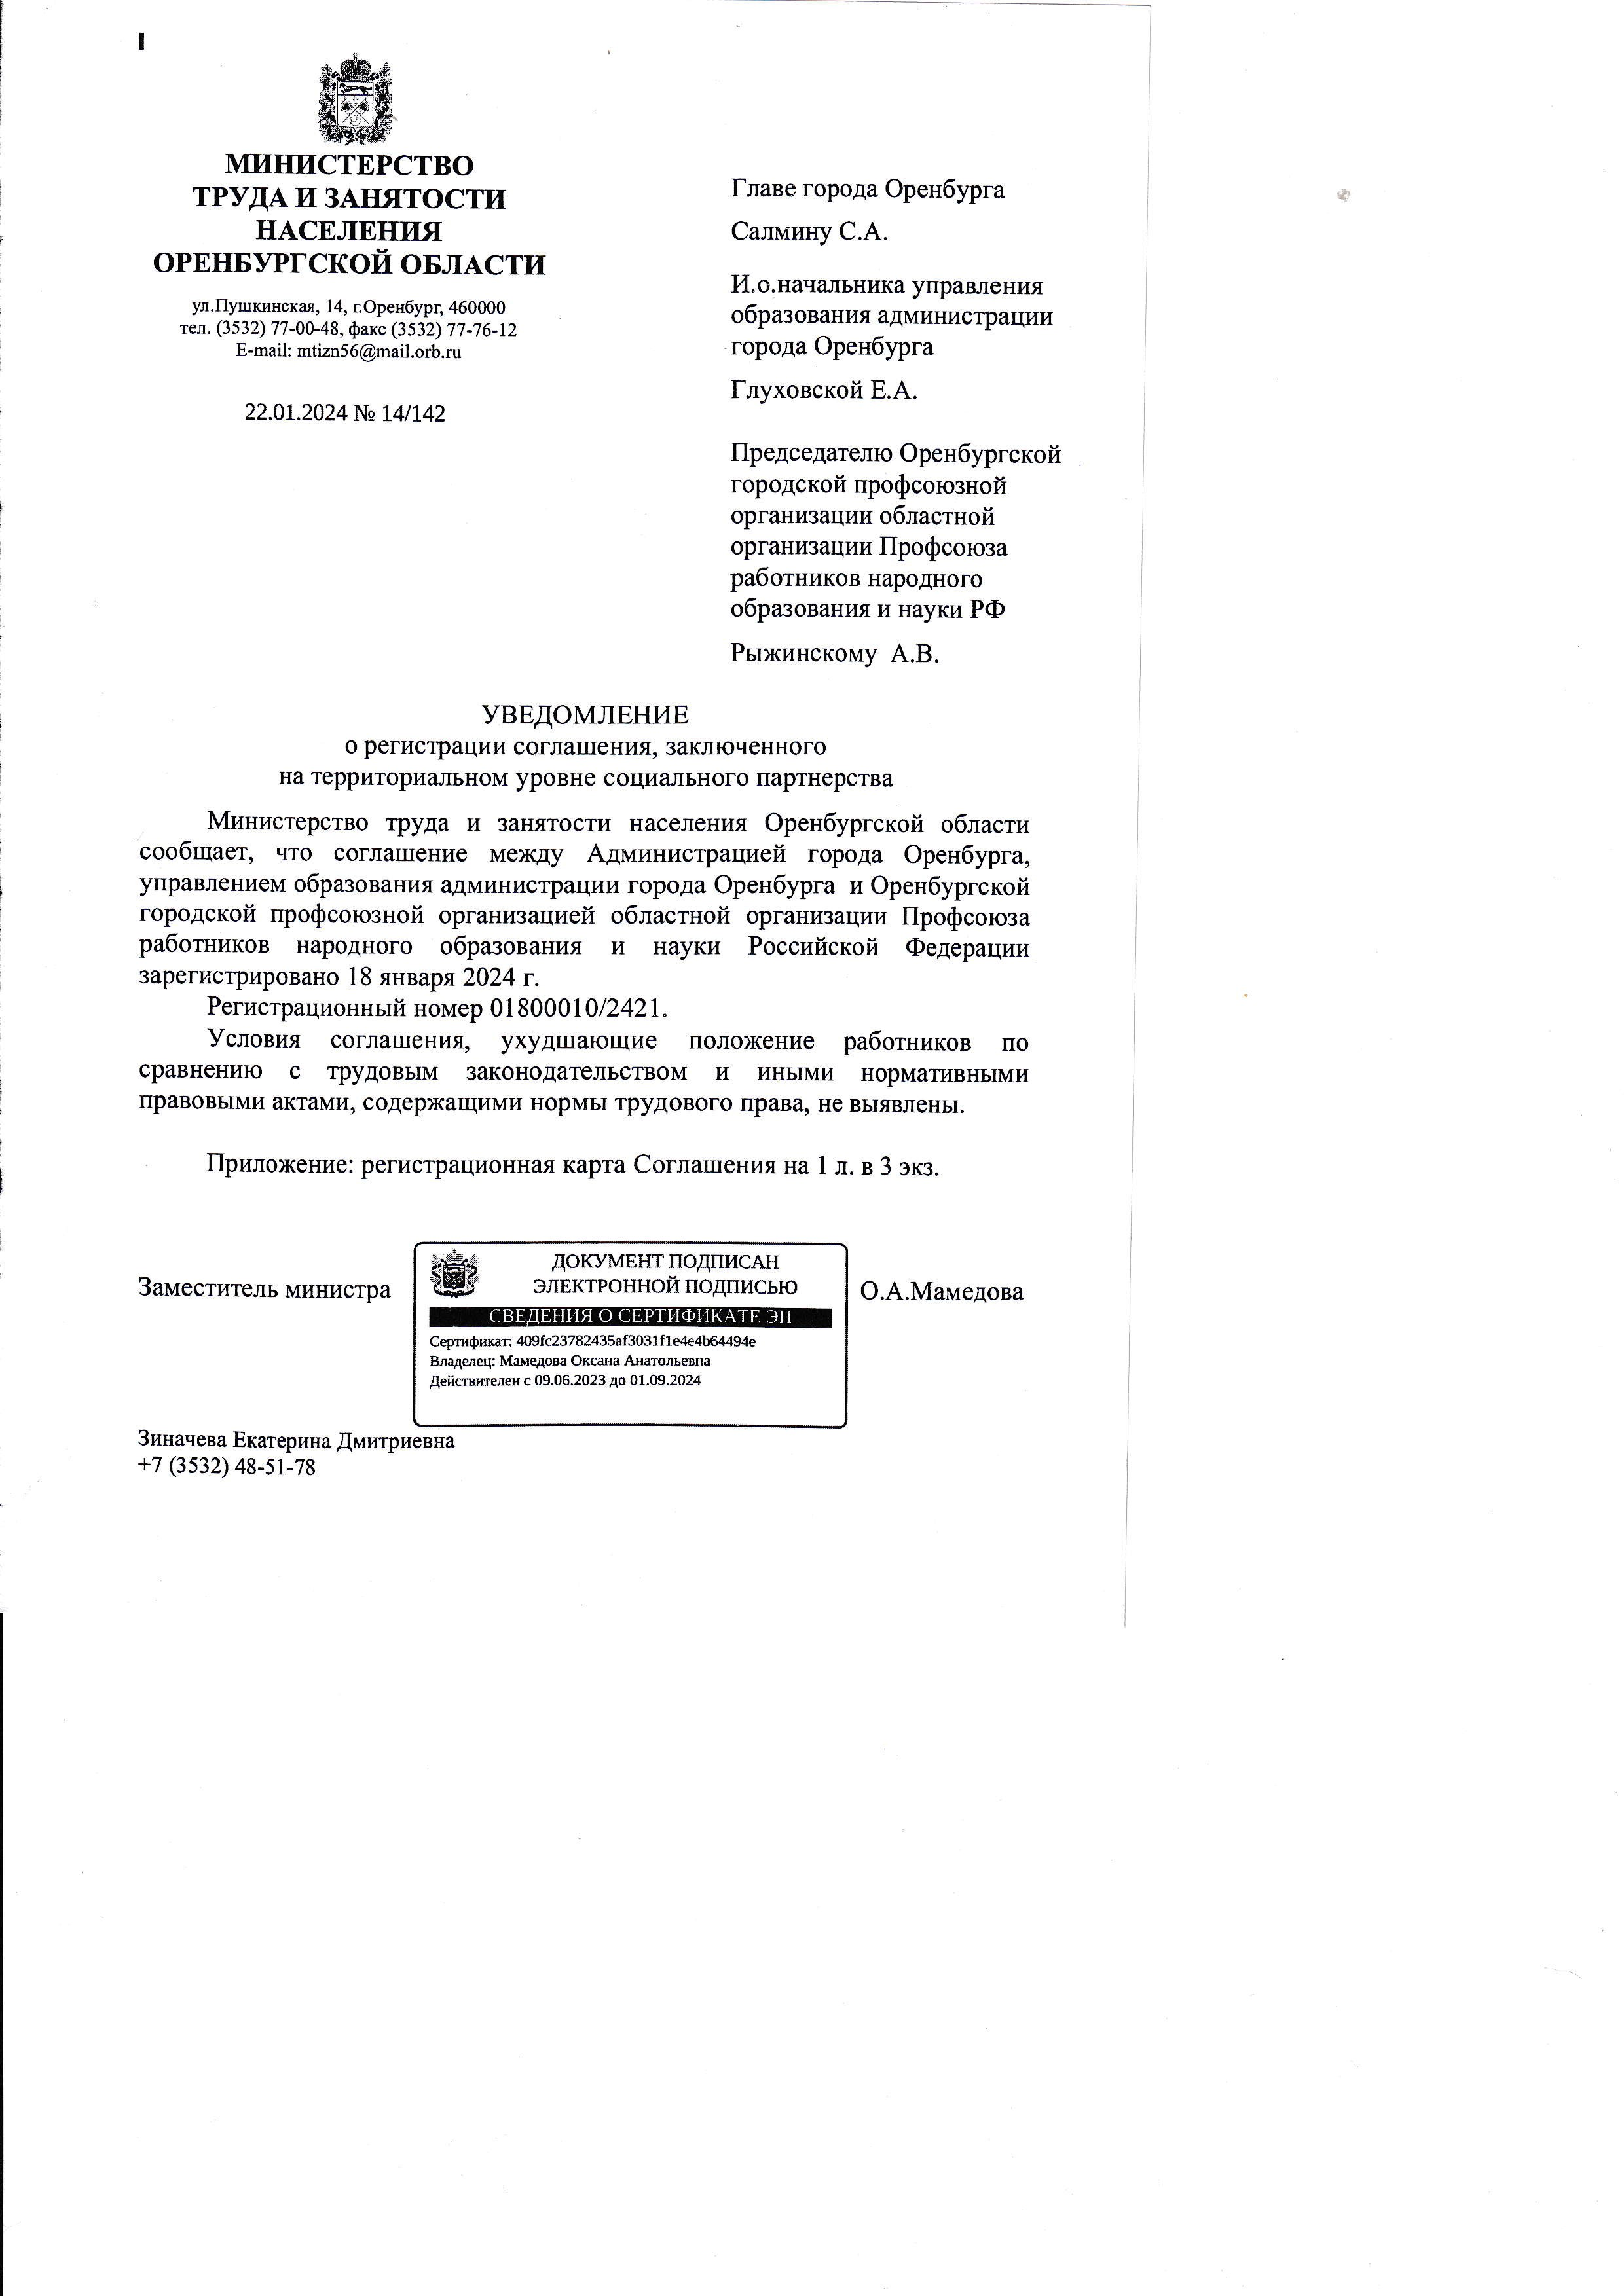 МИНИСТЕРСТВО
ТРУДА И ЗАНЯТОСТИ
НАСЕЛЕНИЯ
ОРЕНБУРГСКОЙ ОБЛАСТИ
ул.Пушкинская, 14, г.Оренбург, 460000
тел. (3532) 77-00-48, факс (3532) 77-76-12
E-mail: mtizn56@mail.orb.ru
22.01.2024 № 14/142
Главе города Оренбурга
Салмину С.А.
И.о.начальника управления
образования администрации
города Оренбурга
Глуховской Е.А.
Председателю Оренбургской
городской профсоюзной
организации областной
организации Профсоюза
работников народного
образования и науки РФ
Рыжинскому А.В.
УВЕДОМЛЕНИЕ
о регистрации соглашения, заключенного
на территориальном уровне социального партнерства
Министерство труда и занятости населения Оренбургской области
сообщает, что соглашение между Администрацией города Оренбурга,
управлением образования администрации города Оренбурга и Оренбургской
городской профсоюзной организацией областной организации Профсоюза
работников народного образования и науки Российской Федерации
зарегистрировано 18 января 2024 г.
Регистрационный номер 01800010/2421.
Условия соглашения, ухудшающие положение работников по
сравнению с трудовым законодательством и иными нормативными
правовыми актами, содержащими нормы трудового права, не выявлены.
Приложение: регистрационная карта Соглашения на 1 л. в 3 экз.
Заместитель министра
ДОКУМЕНТ ПОДПИСАН
ЭЛЕКТРОННОЙ ПОДПИСЬЮ
СВЕДЕНИЯ О СЕРТИФИКАТЕ ЭП
Сертификат: 409fc23782435af3031f1e4e4b64494e
Владелец: Мамедова Оксана Анатольевна
Действителен с 09.06.2023 до 01.09.2024
О.А.Мамедова
Зиначева Екатерина Дмитриевна
+7 (3532) 48-51-78